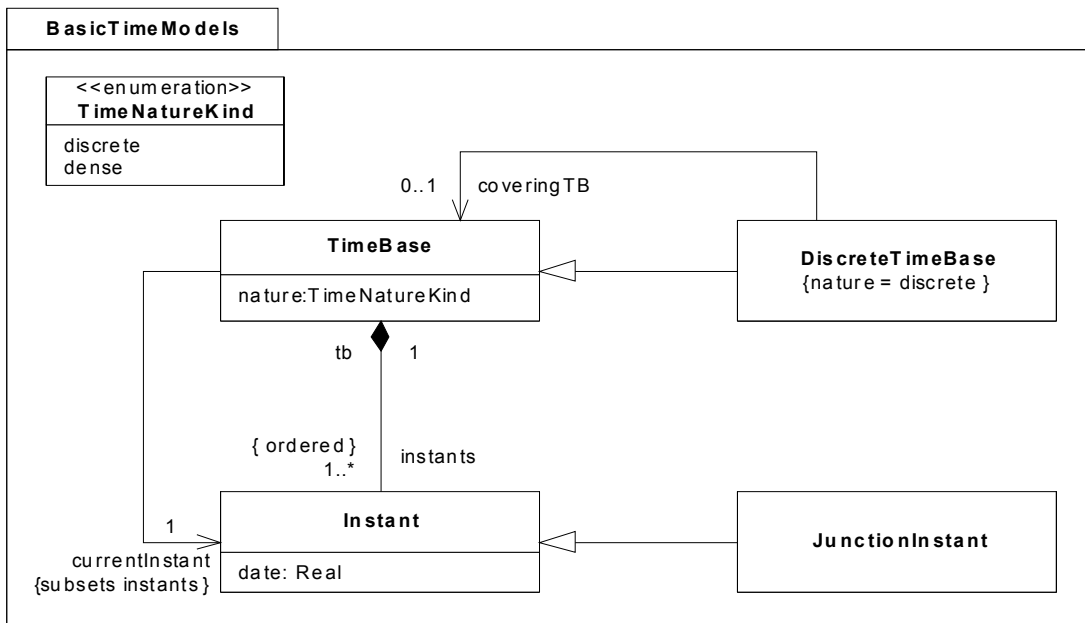 BasicTimeModels
<<enumeration>>
TimeNatureKind
discrete
dense
0..1 coveringTB
TimeBase
nature:TimeNatureKind
DiscreteTimeBase
{nature = discrete }
tb 1
{ ordered }
1..*
instants
Instant
date: Real
1
currentInstant
{subsets instants }
JunctionInstant